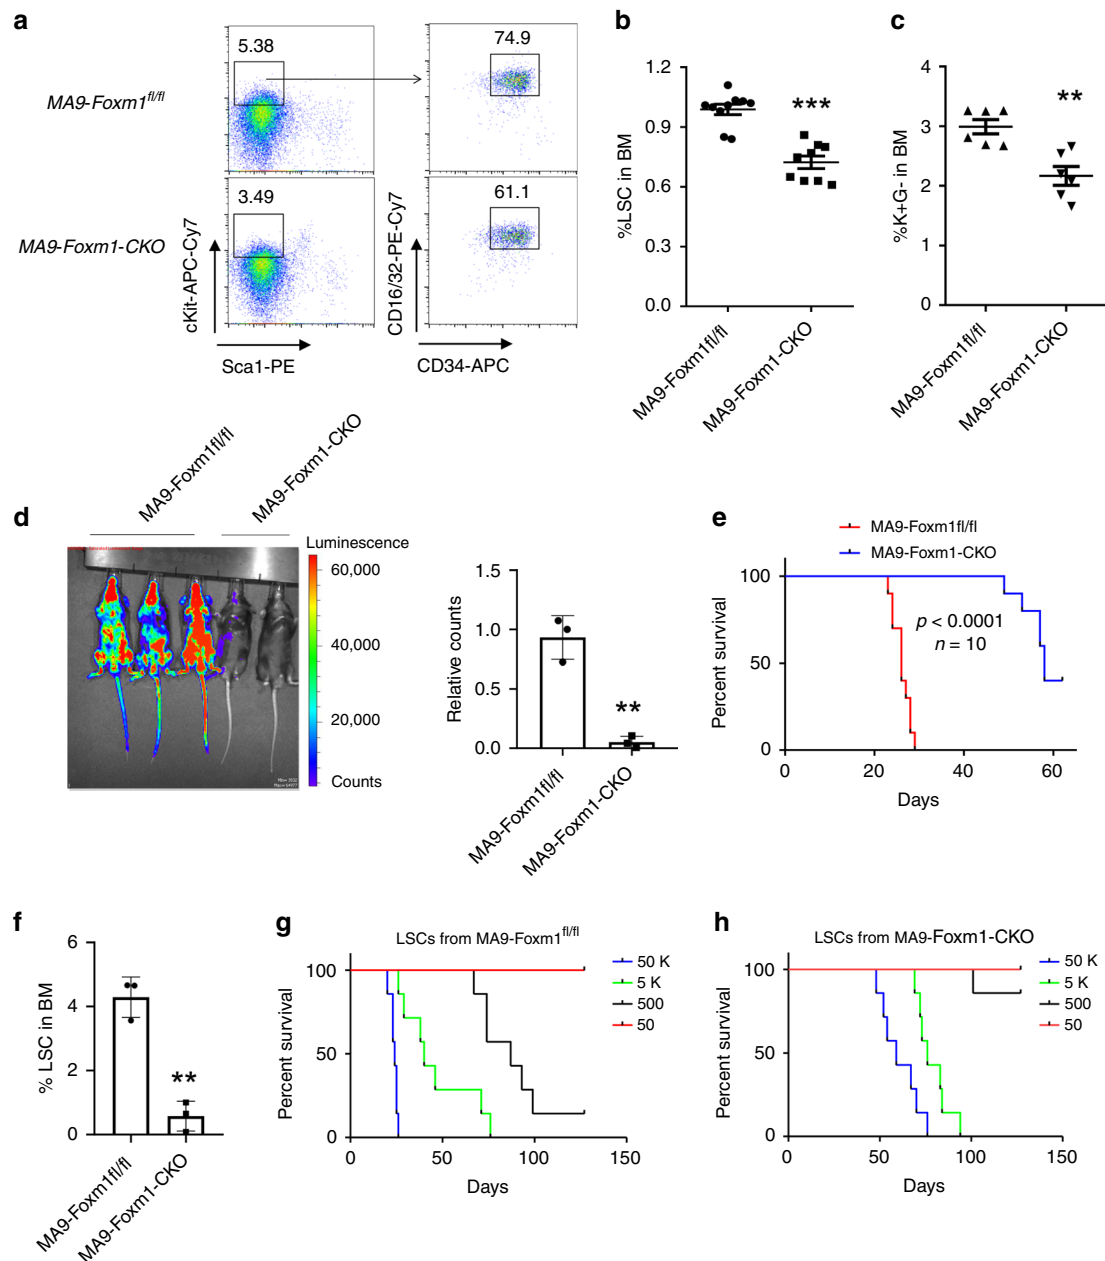 a
5.38
74.9
MA9-Foxm1fl/fl
3.49
61.1
MA9-Foxm1-CKO
cKit-APC-Cy7
CD16/32-PE-Cy7
Sca1-PE
CD34-APC
b
1.2
0.9
0.6
0.3
0.0
%LSC in BM
***
MA9-Foxm1fl/fl
MA9-Foxm1-CKO
c
4
3
2
1
0
%K+G- in BM
**
MA9-Foxm1fl/fl
MA9-Foxm1-CKO
d
MA9-Foxm1fl/fl
MA9-Foxm1-CKO
Luminescence
60,000
40,000
20,000
Counts
1.5
1.0
0.5
0.0
Relative counts
**
MA9-Foxm1fl/fl
MA9-Foxm1-CKO
e
MA9-Foxm1fl/fl
MA9-Foxm1-CKO
100
50
0
Percent survival
p < 0.0001
n = 10
0 20 40 60
Days
f
6
4
2
0
% LSC in BM
**
MA9-Foxm1fl/fl
MA9-Foxm1-CKO
g
LSCs from MA9-Foxm1fl/fl
50 K
5 K
500
50
100
50
0
Percent survival
0 50 100 150
Days
h
LSCs from MA9-Foxm1-CKO
50 K
5 K
500
50
100
50
0
Percent survival
0 50 100 150
Days